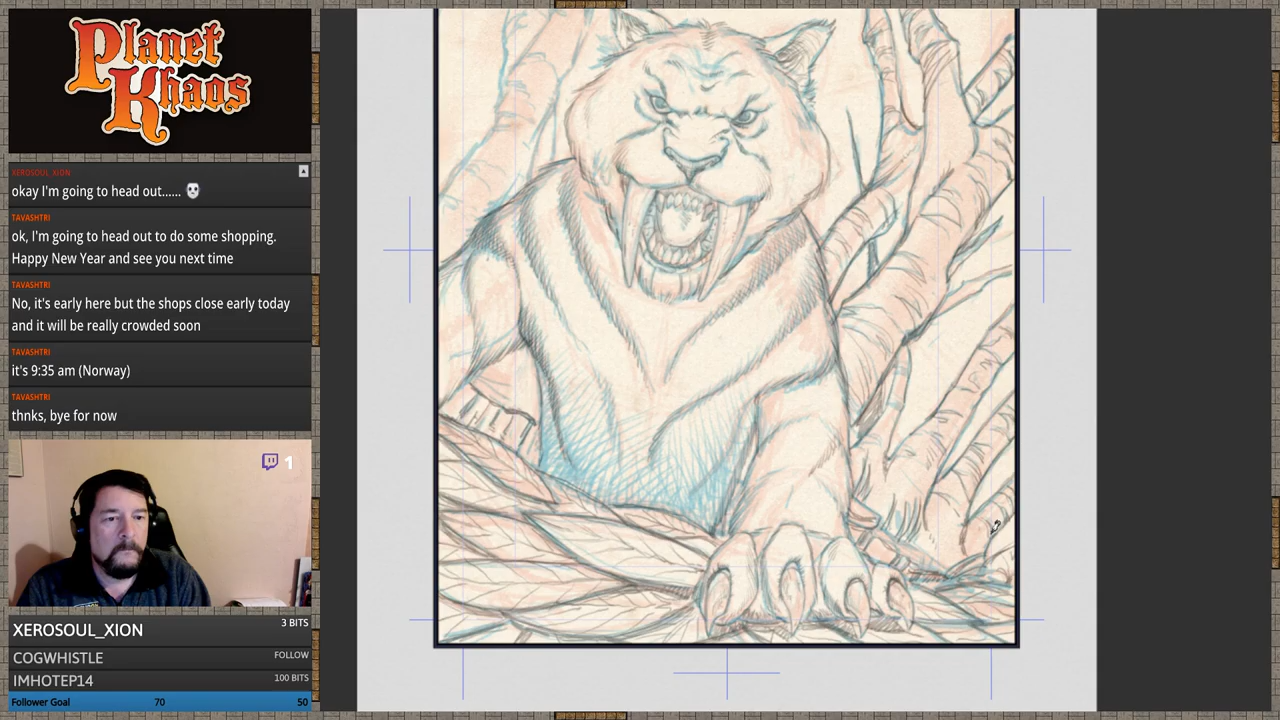 Planet
Khaos
XEROSOUL_XION
okay I'm going to head out......
TAVASHTRI
ok, I'm going to head out to do some shopping.
Happy New Year and see you next time
TAVASHTRI
No, it's early here but the shops close early today
and it will be really crowded soon
TAVASHTRI
it's 9:35 am (Norway)
TAVASHTRI
thnks, bye for now
1
XEROSOUL_XION 3 BITS
COGWHISTLE FOLLOW
IMHOTEP14 100 BITS
Follower Goal 70 50